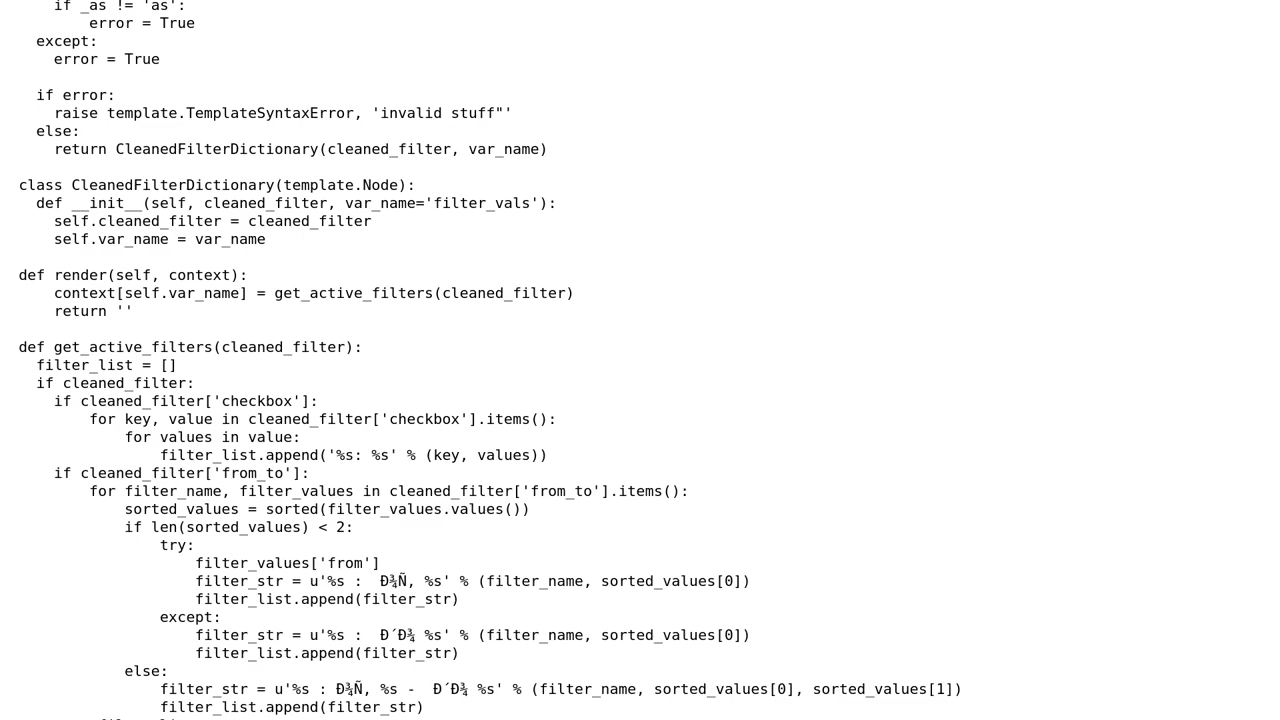 if _as != 'as':
error = True
except:
error = True
if error:
raise template.TemplateSyntaxError, 'invalid stuff"'
else:
return CleanedFilterDictionary(cleaned_filter, var_name)
class CleanedFilterDictionary(template.Node):
def __init__(self, cleaned_filter, var_name='filter_vals'):
self.cleaned_filter = cleaned_filter
self.var_name = var_name
def render(self, context):
context[self.var_name] = get_active_filters(cleaned_filter)
return ''
def get_active_filters(cleaned_filter):
filter_list = []
if cleaned_filter:
if cleaned_filter['checkbox']:
for key, value in cleaned_filter['checkbox'].items():
for values in value:
filter_list.append('%s: %s' % (key, values))
if cleaned_filter['from_to']:
for filter_name, filter_values in cleaned_filter['from_to'].items():
sorted_values = sorted(filter_values.values())
if len(sorted_values) < 2:
try:
filter_values['from']
filter_str = u'%s :  Ð¾Ñ‚ %s' % (filter_name, sorted_values[0])
filter_list.append(filter_str)
except:
filter_str = u'%s :  Ð´Ð¾ %s' % (filter_name, sorted_values[0])
filter_list.append(filter_str)
else:
filter_str = u'%s : Ð¾Ñ‚ %s -  Ð´Ð¾ %s' % (filter_name, sorted_values[0], sorted_values[1])
filter_list.append(filter_str)